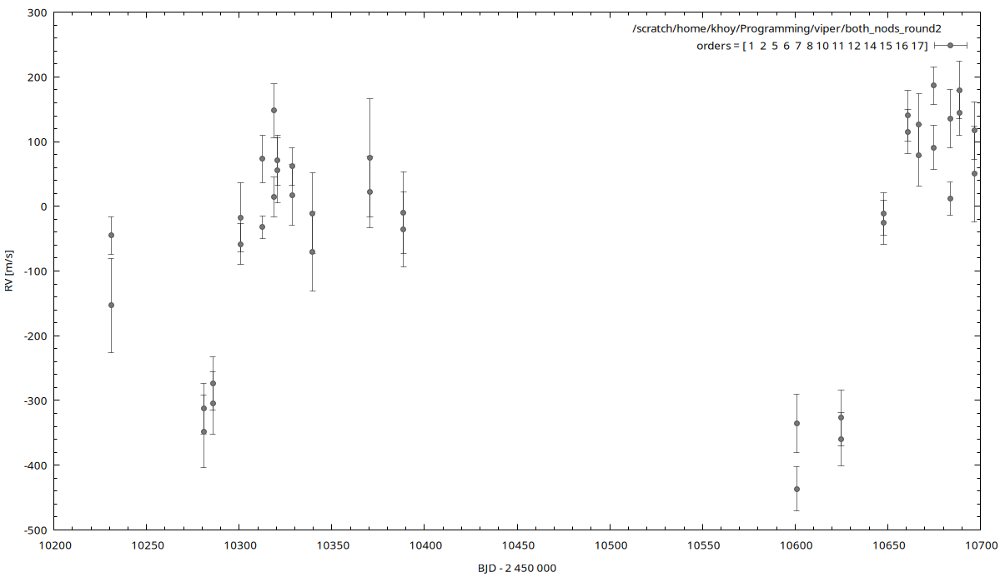 /scratch/home/khoy/Programming/viper/both_nods_round2
orders = [ 1 2 5 6 7 8 10 11 12 14 15 16 17]
300
200
100
0
-100
-200
-300
-400
-500
RV [m/s]
10200 10250 10300 10350 10400 10450 10500 10550 10600 10650 10700
BJD - 2 450 000